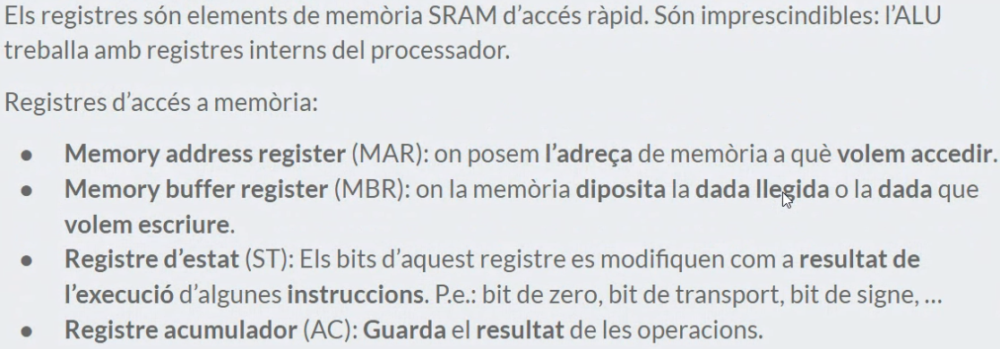 Els registres són elements de memòria SRAM d’accés ràpid. Són imprescindibles: l’ALU
treballa amb registres interns del processador.
Registres d’accés a memòria:
● Memory address register (MAR): on posem l’adreça de memòria a què volem accedir.
● Memory buffer register (MBR): on la memòria diposita la dada llegida o la dada que
volem escriure.
● Registre d’estat (ST): Els bits d’aquest registre es modifiquen com a resultat de
l’execució d’algunes instruccions. P.e.: bit de zero, bit de transport, bit de signe, ...
● Registre acumulador (AC): Guarda el resultat de les operacions.